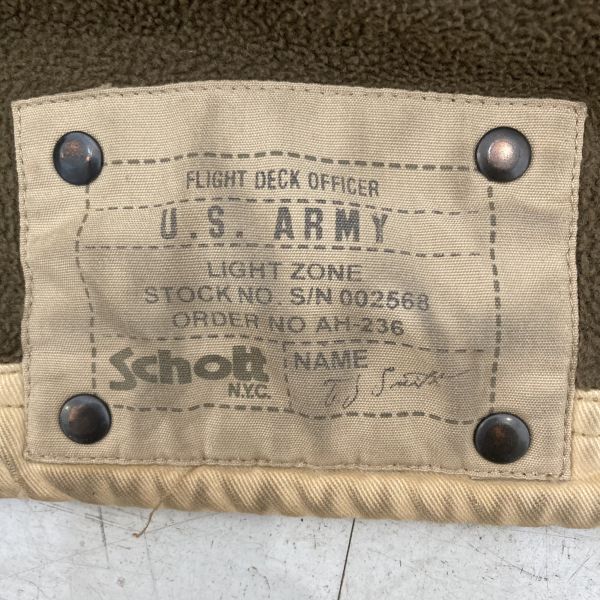 FLIGHT DECK OFFICER
U.S. ARMY
LIGHT ZONE
STOCK NO. S/N 002568
ORDER NO AH-236
Schott
N.Y.C.
NAME